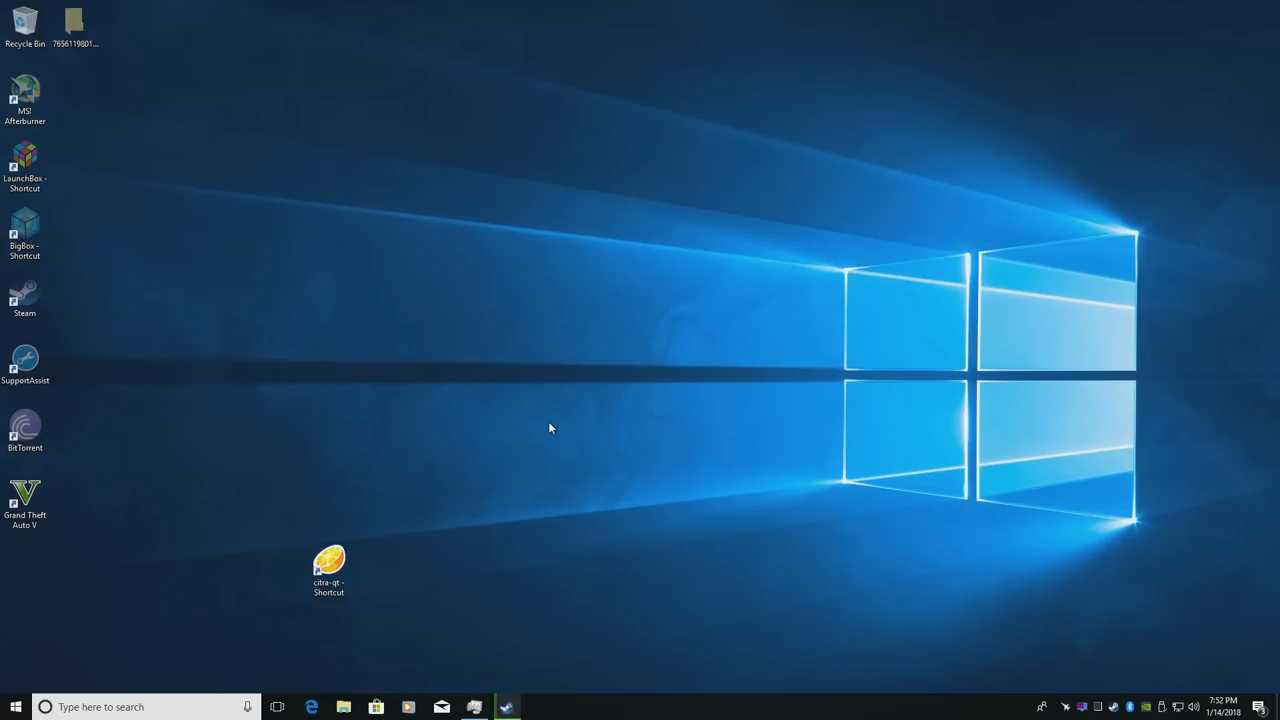 Recycle Bin
7656119801...
MSI
Afterburner
LaunchBox -
Shortcut
BigBox -
Shortcut
Steam
SupportAssist
BitTorrent
Grand Theft
Auto V
citra-qt -
Shortcut
Type here to search
7:52 PM
1/14/2018
3